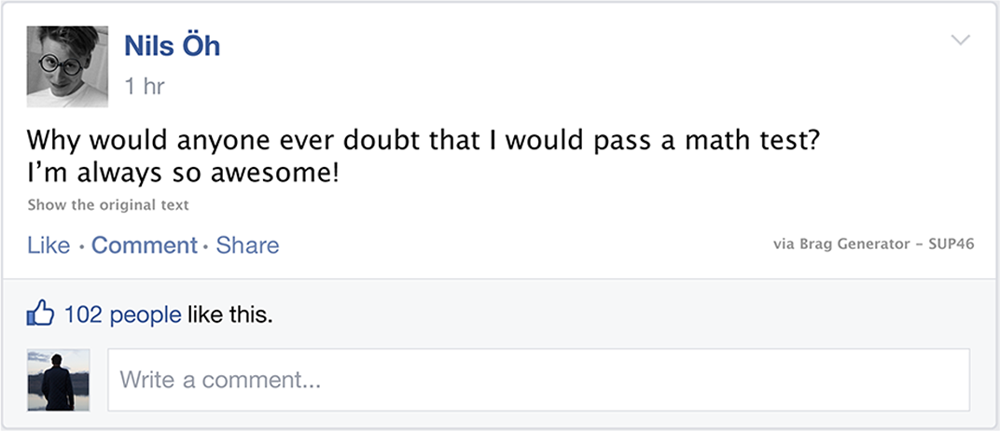 Nils Öh
1 hr
Why would anyone ever doubt that I would pass a math test?
I’m always so awesome!
Show the original text
Like · Comment · Share
via Brag Generator – SUP46
102 people like this.
Write a comment...